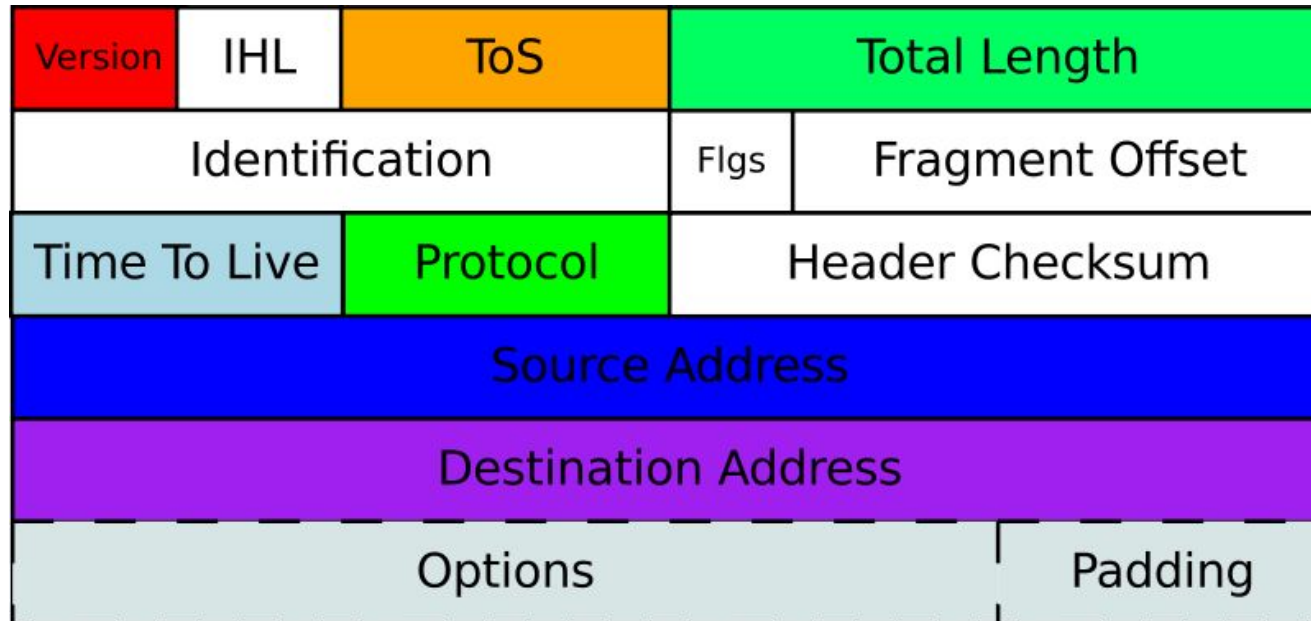 Version IHL ToS Total Length
Identification Flgs Fragment Offset
Time To Live Protocol Header Checksum
Source Address
Destination Address
Options Padding